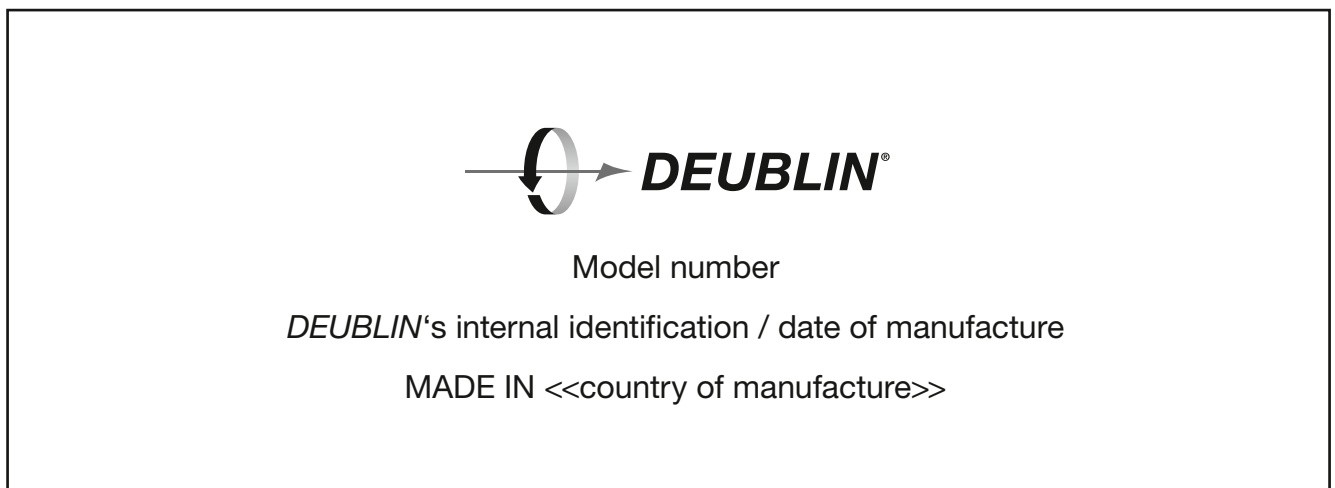 DEUBLIN®
Model number
DEUBLIN‘s internal identification / date of manufacture
MADE IN <<country of manufacture>>